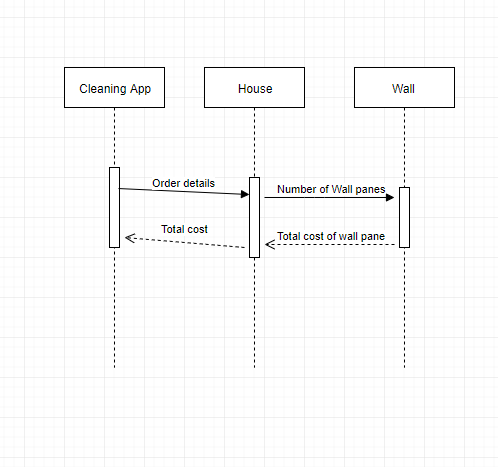 Cleaning App
House
Wall
Order details
Number of Wall panes
Total cost
Total cost of wall pane